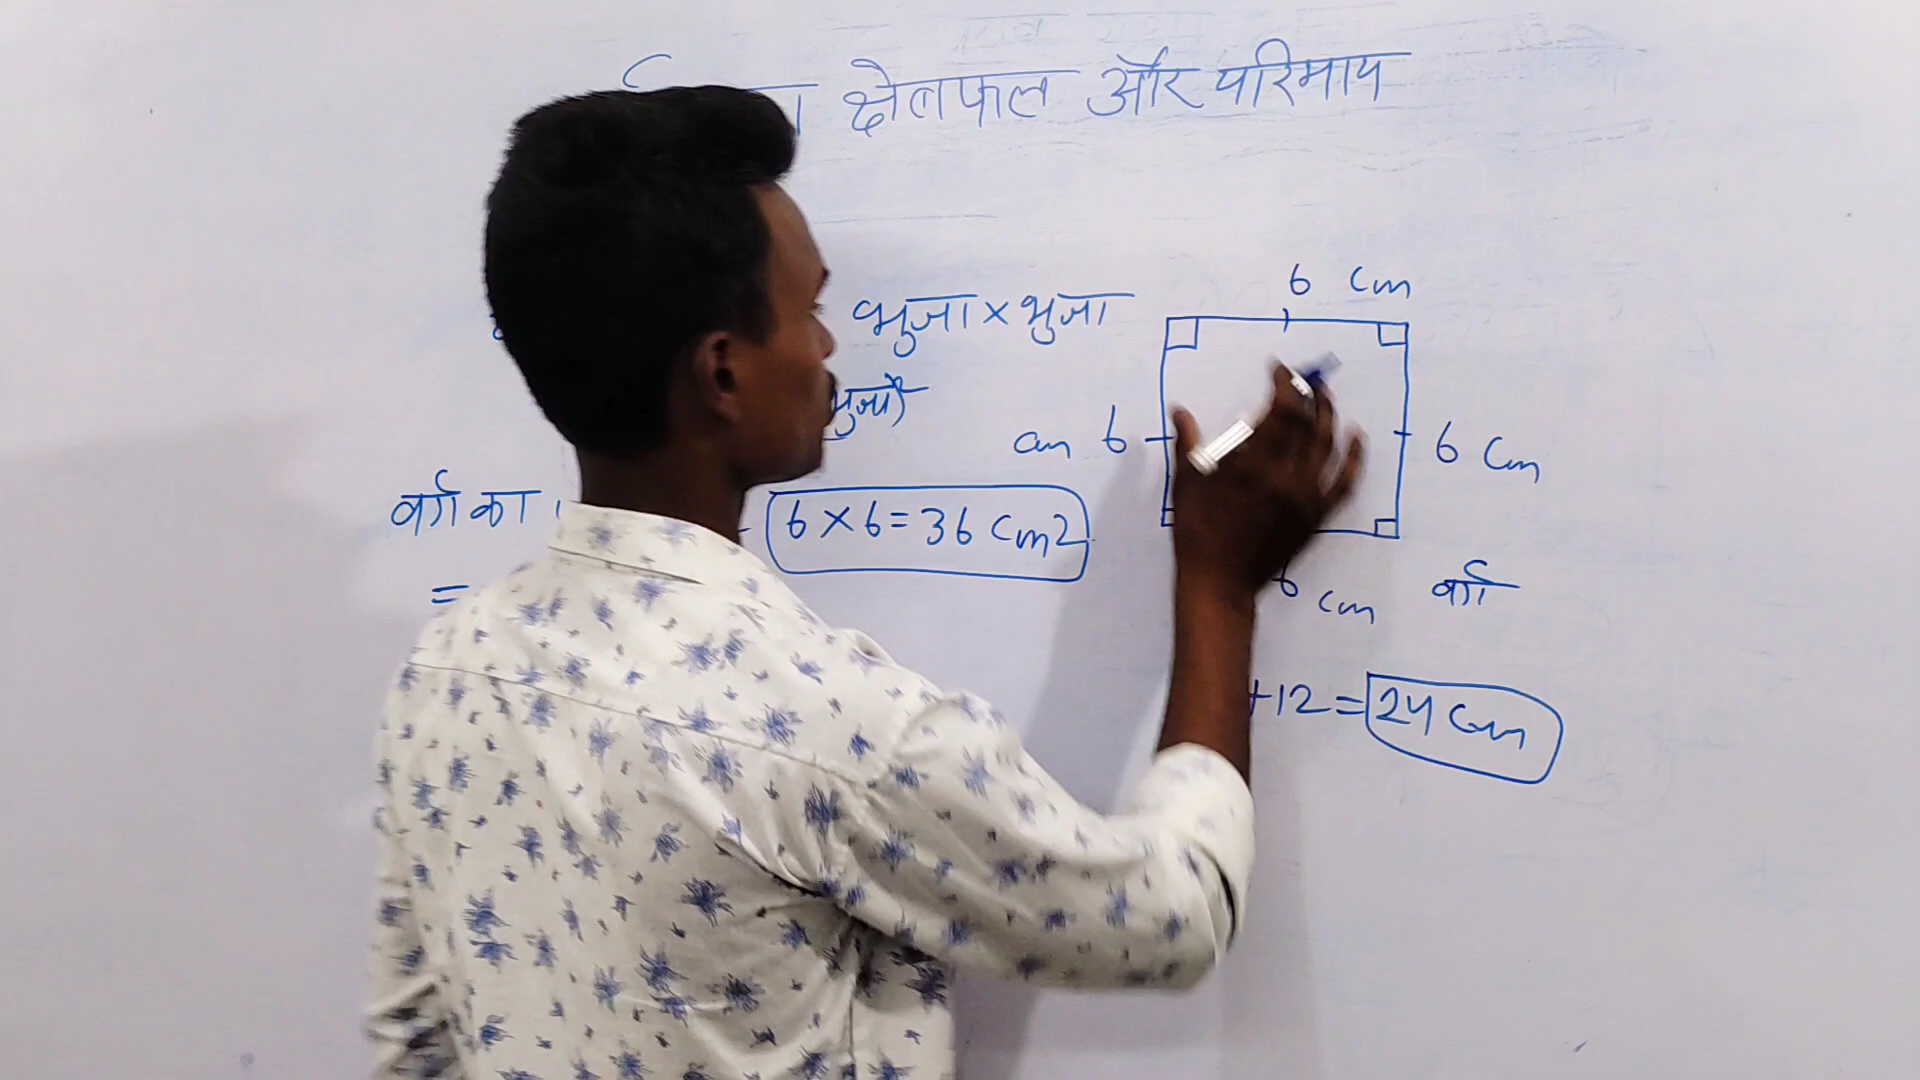 क्षेत्रफल और परिमाप
6 cm
भुजा × भुजा
भुजा)
cm 6
6 cm
वर्ग का
6 × 6 = 36 cm2
=
6 cm
वर्ग
+12 = 24 cm